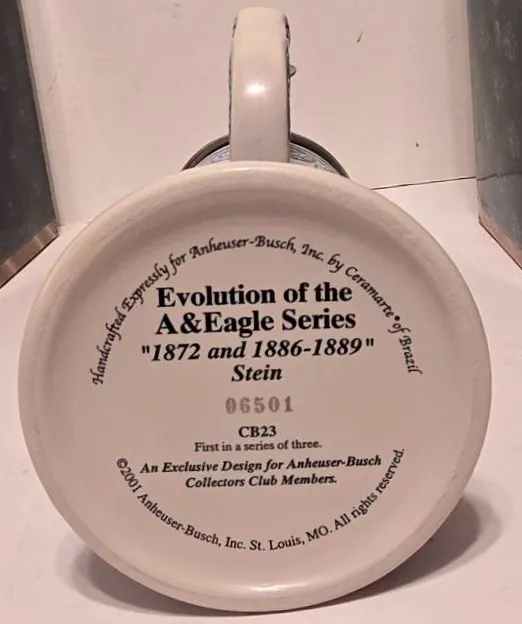 Handcrafted Expressly for Anheuser-Busch, Inc. by Ceramarte® of Brazil
Evolution of the
A&Eagle Series
"1872 and 1886-1889"
Stein
06501
CB23
First in a series of three.
An Exclusive Design for Anheuser-Busch
Collectors Club Members.
©2001 Anheuser-Busch, Inc. St. Louis, MO. All rights reserved.